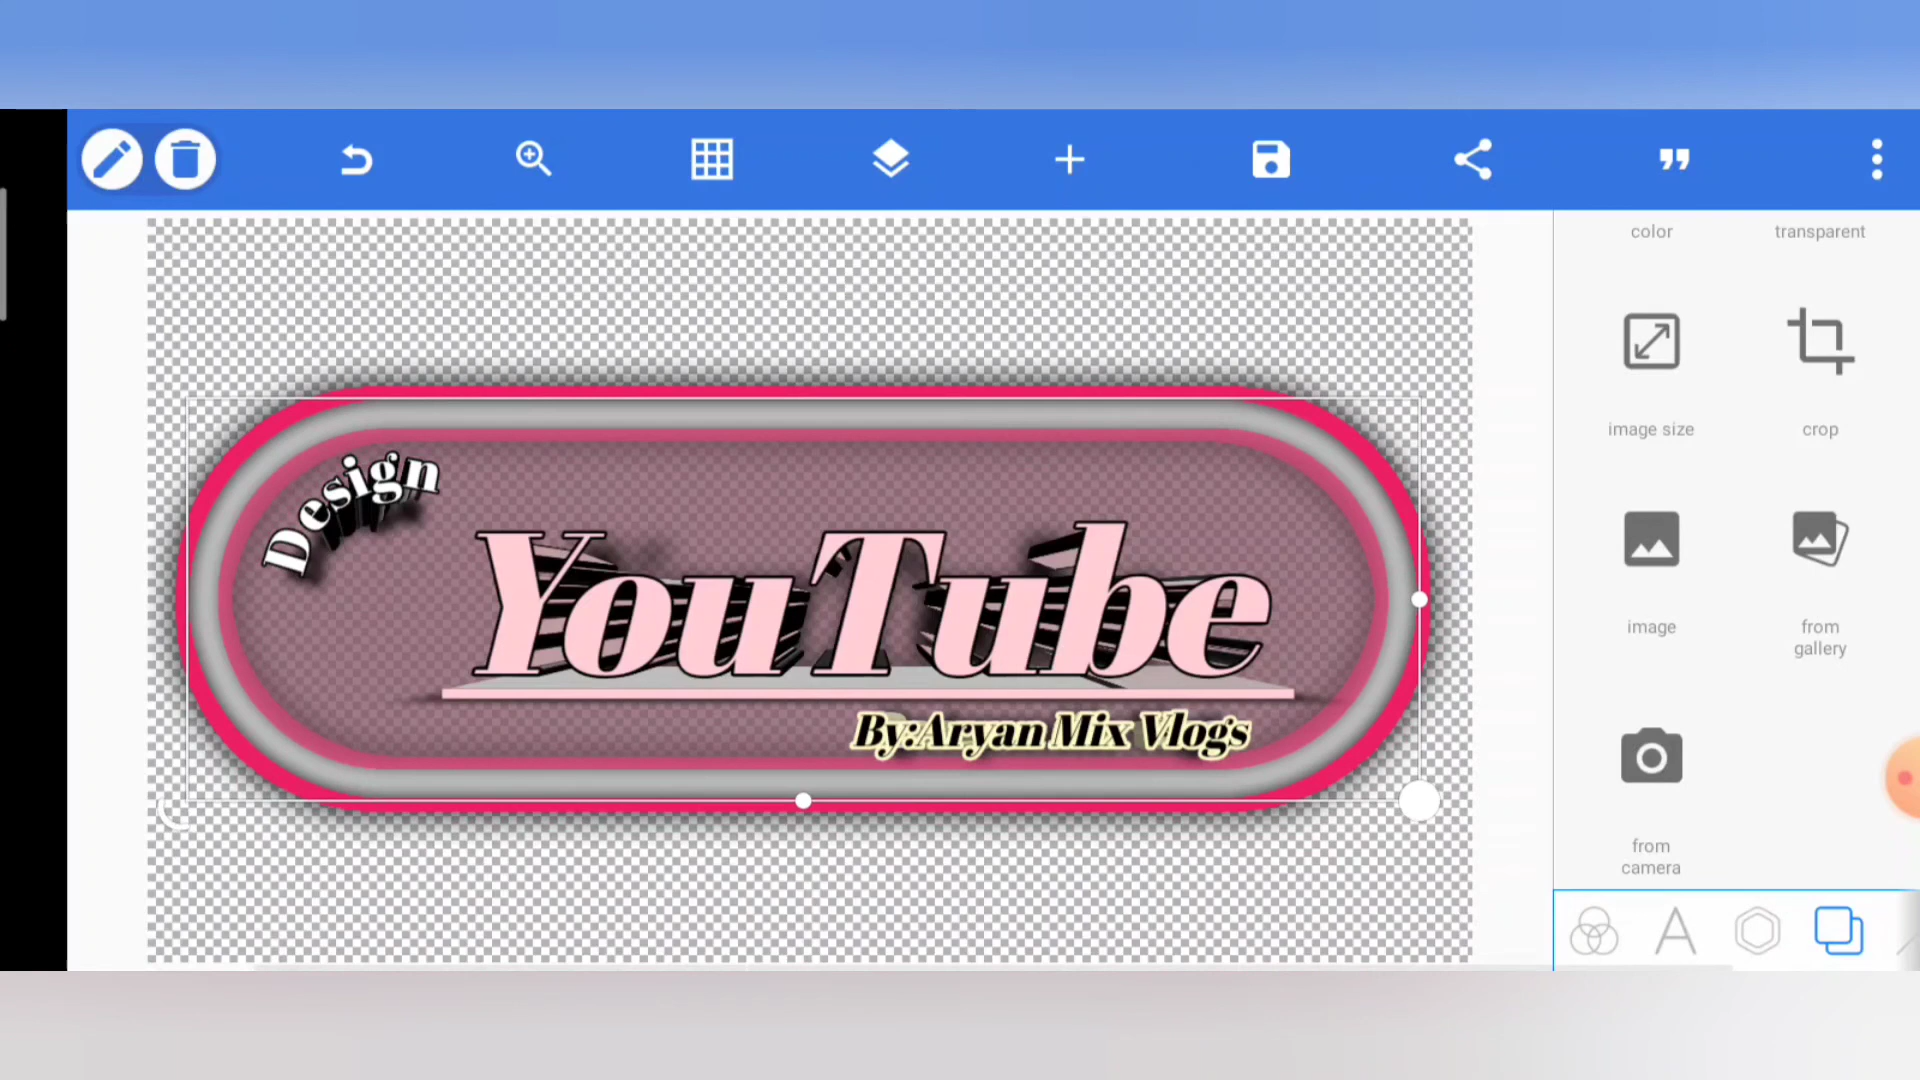 color
transparent
image size
crop
image
from
gallery
from
camera
Design
YouTube
By:Aryan Mix Vlogs